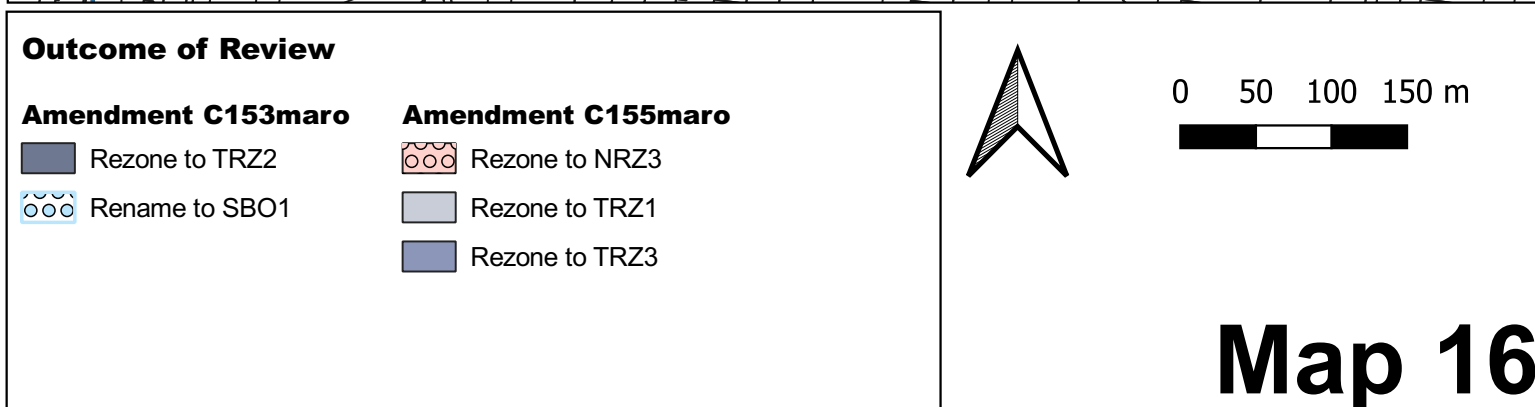 Outcome of Review
Amendment C153maro
Rezone to TRZ2
Rename to SBO1
Amendment C155maro
Rezone to NRZ3
Rezone to TRZ1
Rezone to TRZ3
0 50 100 150 m
Map 16